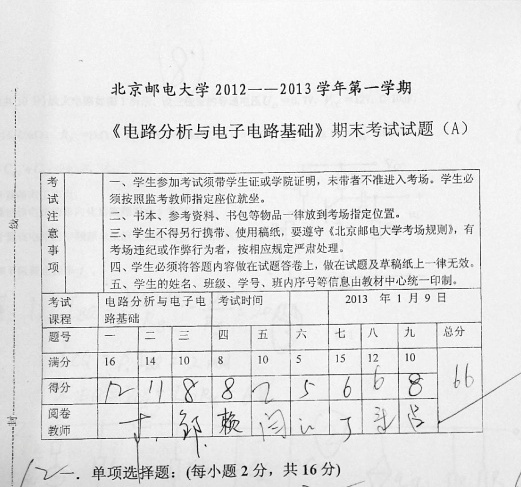 北京邮电大学 2012——2013 学年第一学期
《电路分析与电子电路基础》期末考试试题（A）
考试注意事项
一、学生参加考试须带学生证或学院证明，未带者不准进入考场。学生必
须按照监考教师指定座位就坐。
二、书本、参考资料、书包等物品一律放到考场指定位置。
三、学生不得另行携带、使用稿纸，要遵守《北京邮电大学考场规则》，有
考场违纪或作弊行为者，按相应规定严肃处理。
四、学生必须将答题内容做在试题答卷上，做在试题及草稿纸上一律无效。
五、学生的姓名、班级、学号、班内序号等信息由教材中心统一印制。
考试课程 电路分析与电子电路基础 考试时间 2013 年 1 月 9 日
题号 一 二 三 四 五 六 七 八 九 总分
满分 16 14 10 8 10 5 15 12 10
得分 12 11 8 8 2 5 6 6 8 66
阅卷教师 邹 赖 闫 丁
12 一. 单项选择题：(每小题 2 分，共 16 分)